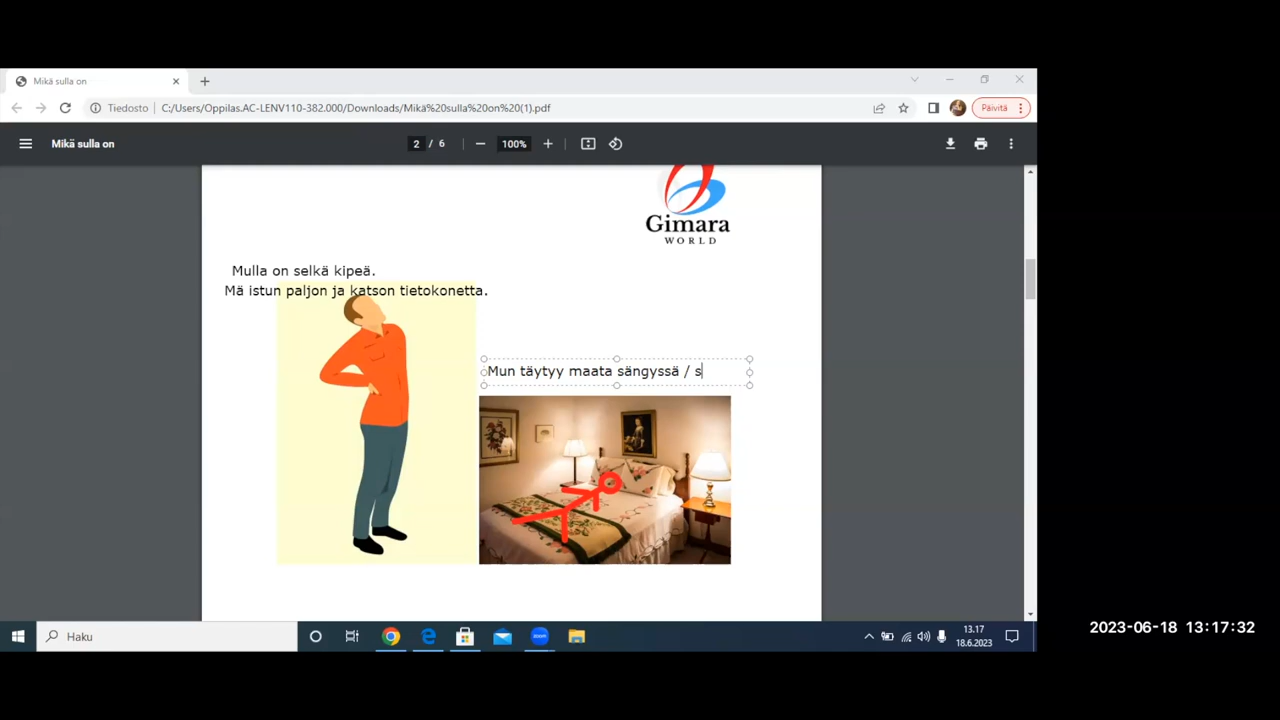 Mikä sulla on
Tiedosto
C:/Users/Oppilas.AC-LENV110-382.000/Downloads/Mikä%20sulla%20on%20(1).pdf
Päivitä
Mikä sulla on
2 / 6
100%
Gimara
WORLD
Mulla on selkä kipeä.
Mä istun paljon ja katson tietokonetta.
Mun täytyy maata sängyssä / s
Haku
zoom
13.17
18.6.2023
2023-06-18 13:17:32